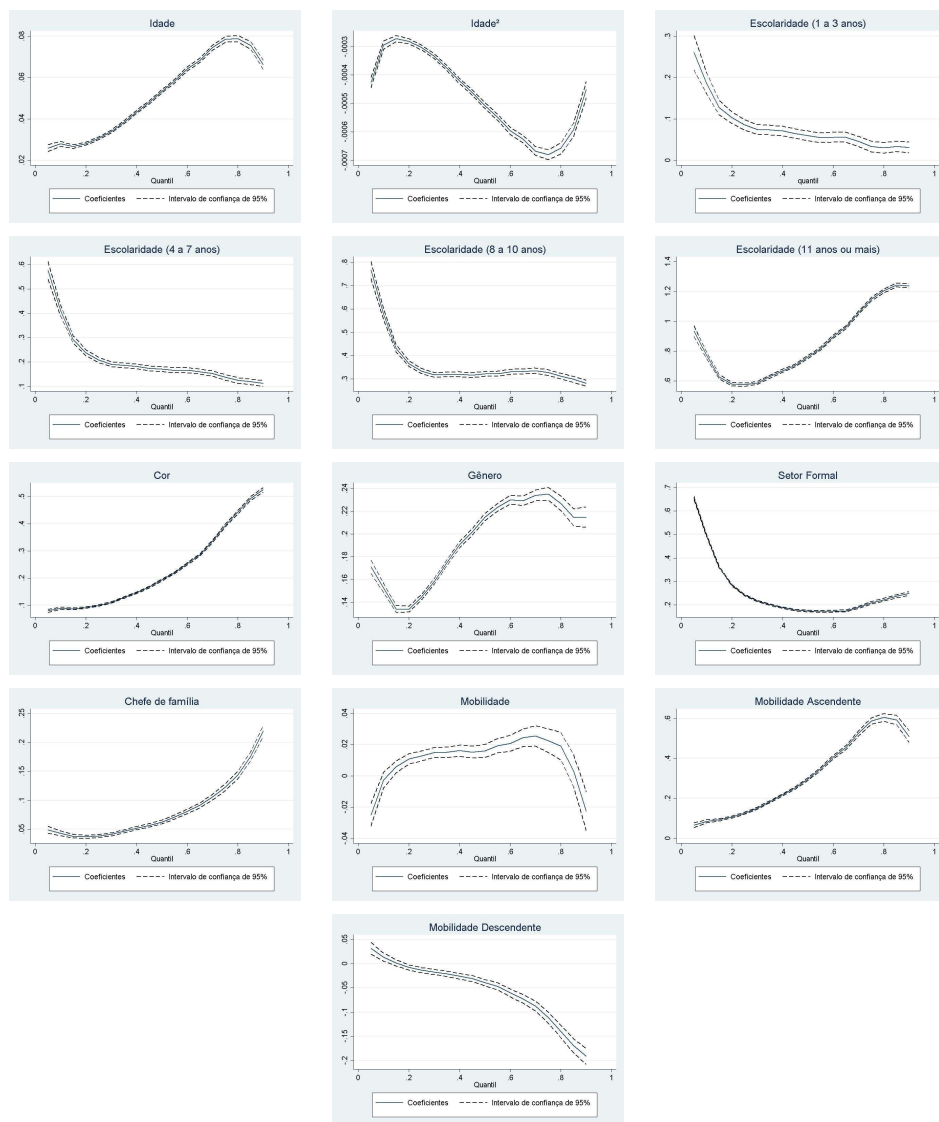 Idade
.02 .04 .06 .08
0 .2 .4 .6 .8 1
Quantil
Coeficientes Intervalo de confiança de 95%
Idade²
-.0007 -.0006 -.0005 -.0004 -.0003
0 .2 .4 .6 .8 1
Quantil
Coeficientes Intervalo de confiança de 95%
Escolaridade (1 a 3 anos)
0 .1 .2 .3
0 .2 .4 .6 .8 1
quantil
Coeficientes Intervalo de confiança de 95%
Escolaridade (4 a 7 anos)
.1 .2 .3 .4 .5 .6
0 .2 .4 .6 .8 1
Quantil
Coeficientes Intervalo de confiança de 95%
Escolaridade (8 a 10 anos)
.3 .4 .5 .6 .7 .8
0 .2 .4 .6 .8 1
Quantil
Coeficientes Intervalo de confiança de 95%
Escolaridade (11 anos ou mais)
.6 .8 1 1.2 1.4
0 .2 .4 .6 .8 1
Quantil
Coeficientes Intervalo de confiança de 95%
Cor
.1 .2 .3 .4 .5
0 .2 .4 .6 .8 1
Quantil
Coeficientes Intervalo de confiança de 95%
Gênero
.14 .16 .18 .2 .22 .24
0 .2 .4 .6 .8 1
Quantil
Coeficientes Intervalo de confiança de 95%
Setor Formal
.2 .3 .4 .5 .6 .7
0 .2 .4 .6 .8 1
Quantil
Coeficientes Intervalo de confiança de 95%
Chefe de família
.05 .1 .15 .2 .25
0 .2 .4 .6 .8 1
Quantil
Coeficientes Intervalo de confiança de 95%
Mobilidade
-.04 -.02 0 .02 .04
0 .2 .4 .6 .8 1
Quantil
Coeficientes Intervalo de confiança de 95%
Mobilidade Ascendente
0 .2 .4 .6
0 .2 .4 .6 .8 1
Quantil
Coeficientes Intervalo de confiança de 95%
Mobilidade Descendente
-.2 -.15 -.1 -.05 0 .05
0 .2 .4 .6 .8 1
Quantil
Coeficientes Intervalo de confiança de 95%